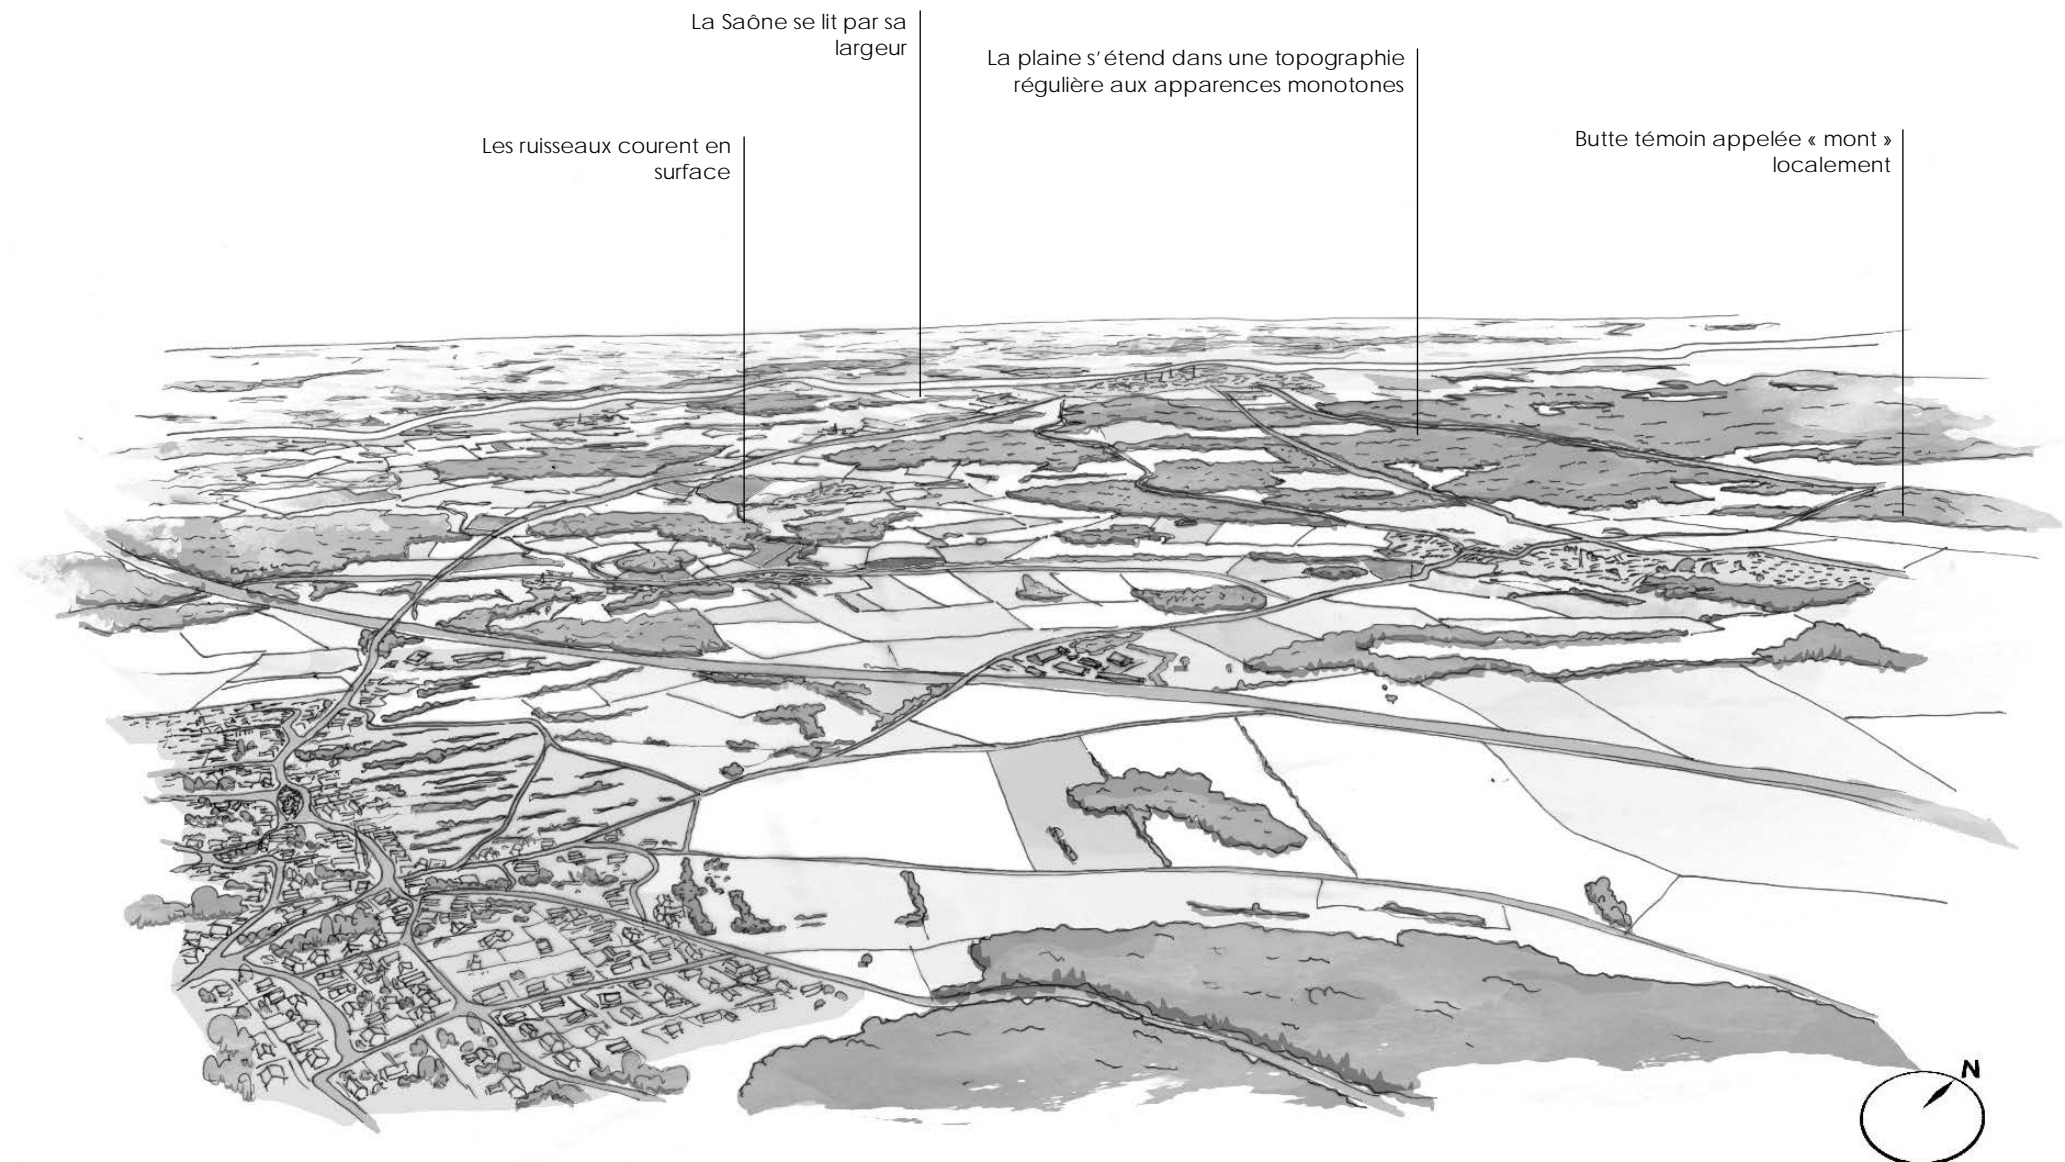 La Saône se lit par sa
largeur
La plaine s'étend dans une topographie
régulière aux apparences monotones
Les ruisseaux courent en
surface
Butte témoin appelée « mont »
localement
N